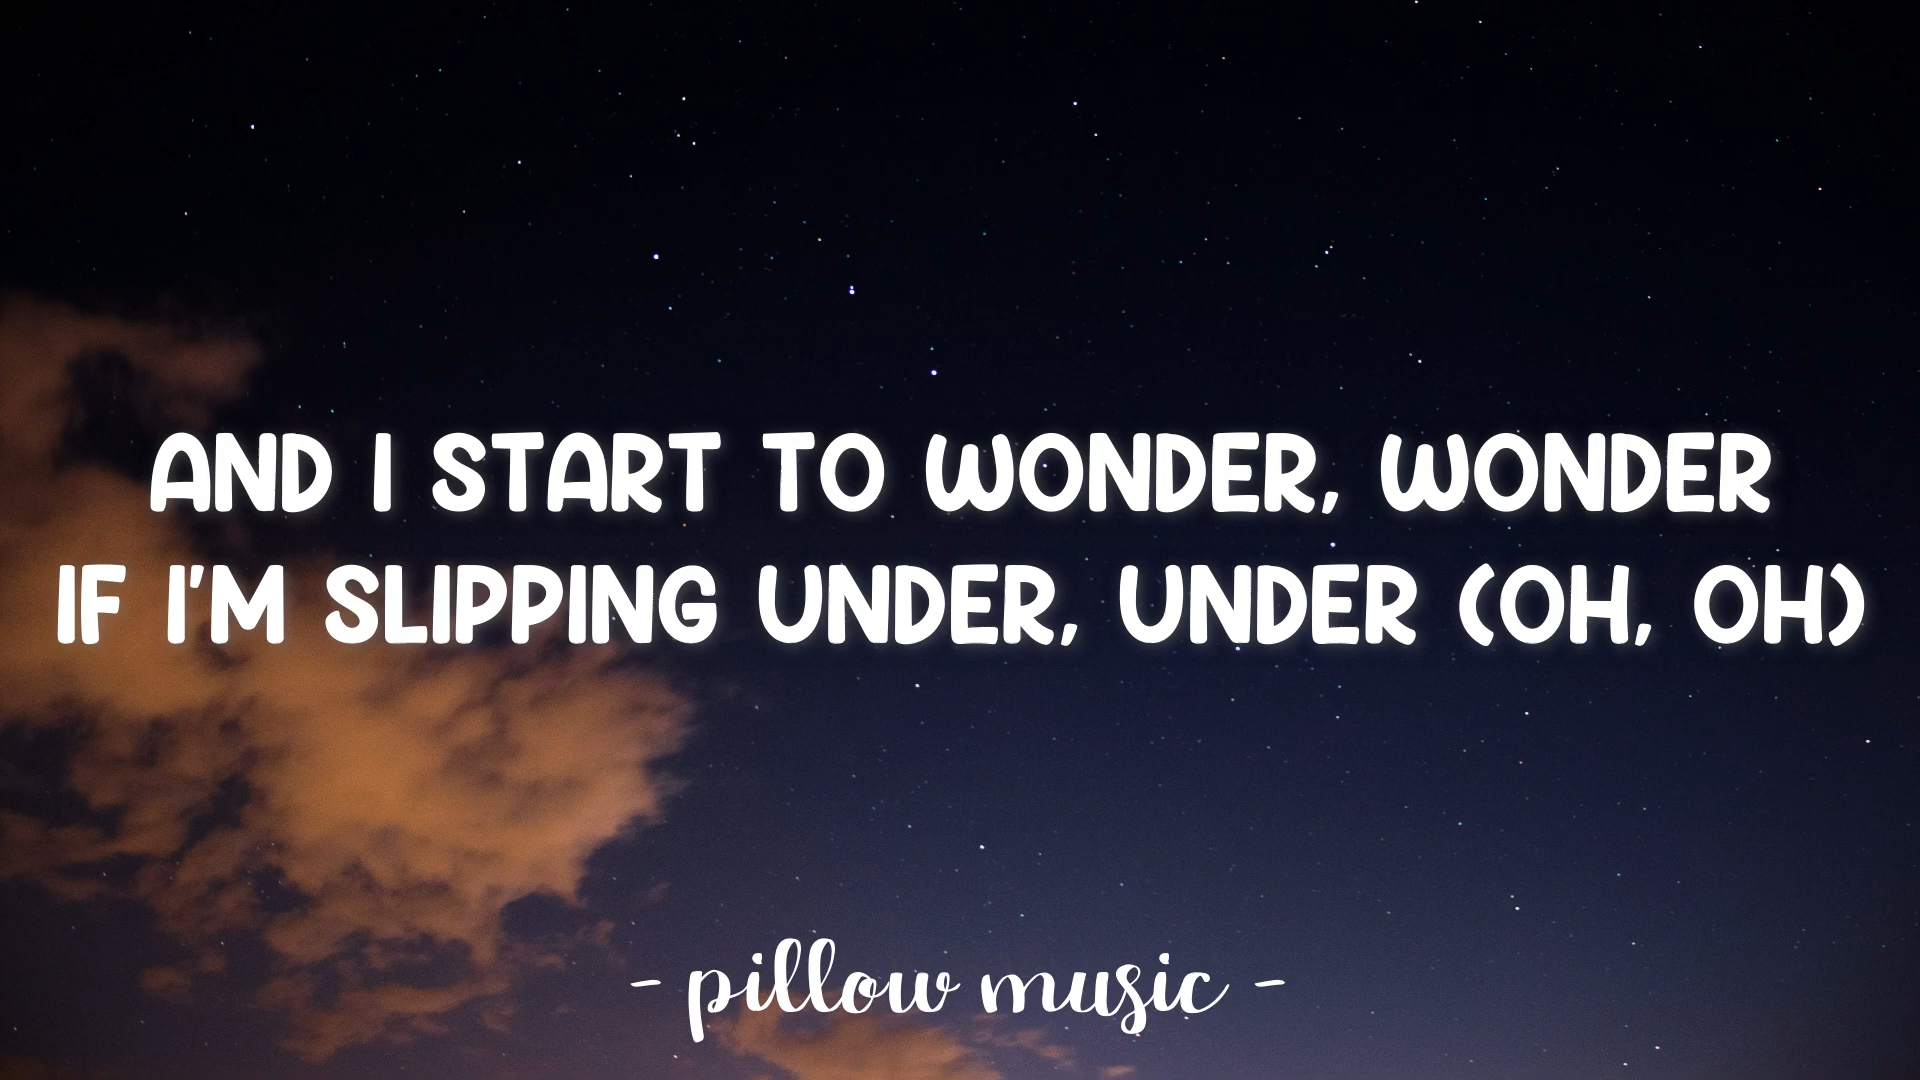 AND I START TO WONDER, WONDER
IF I'M SLIPPING UNDER, UNDER (OH, OH)
- pillow music -